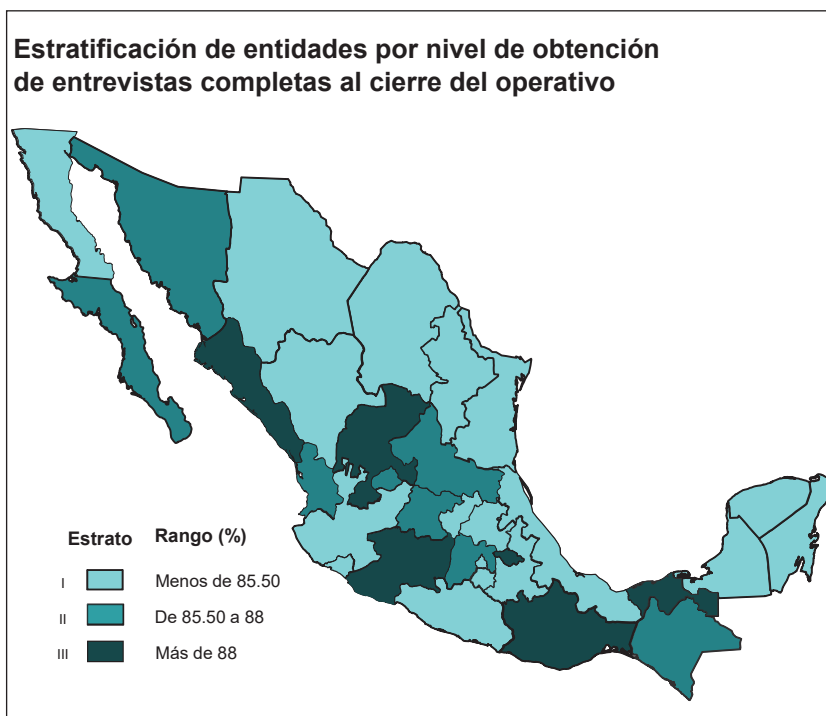 Estratificación de entidades por nivel de obtención
de entrevistas completas al cierre del operativo
Estrato Rango (%)
I Menos de 85.50
II De 85.50 a 88
III Más de 88